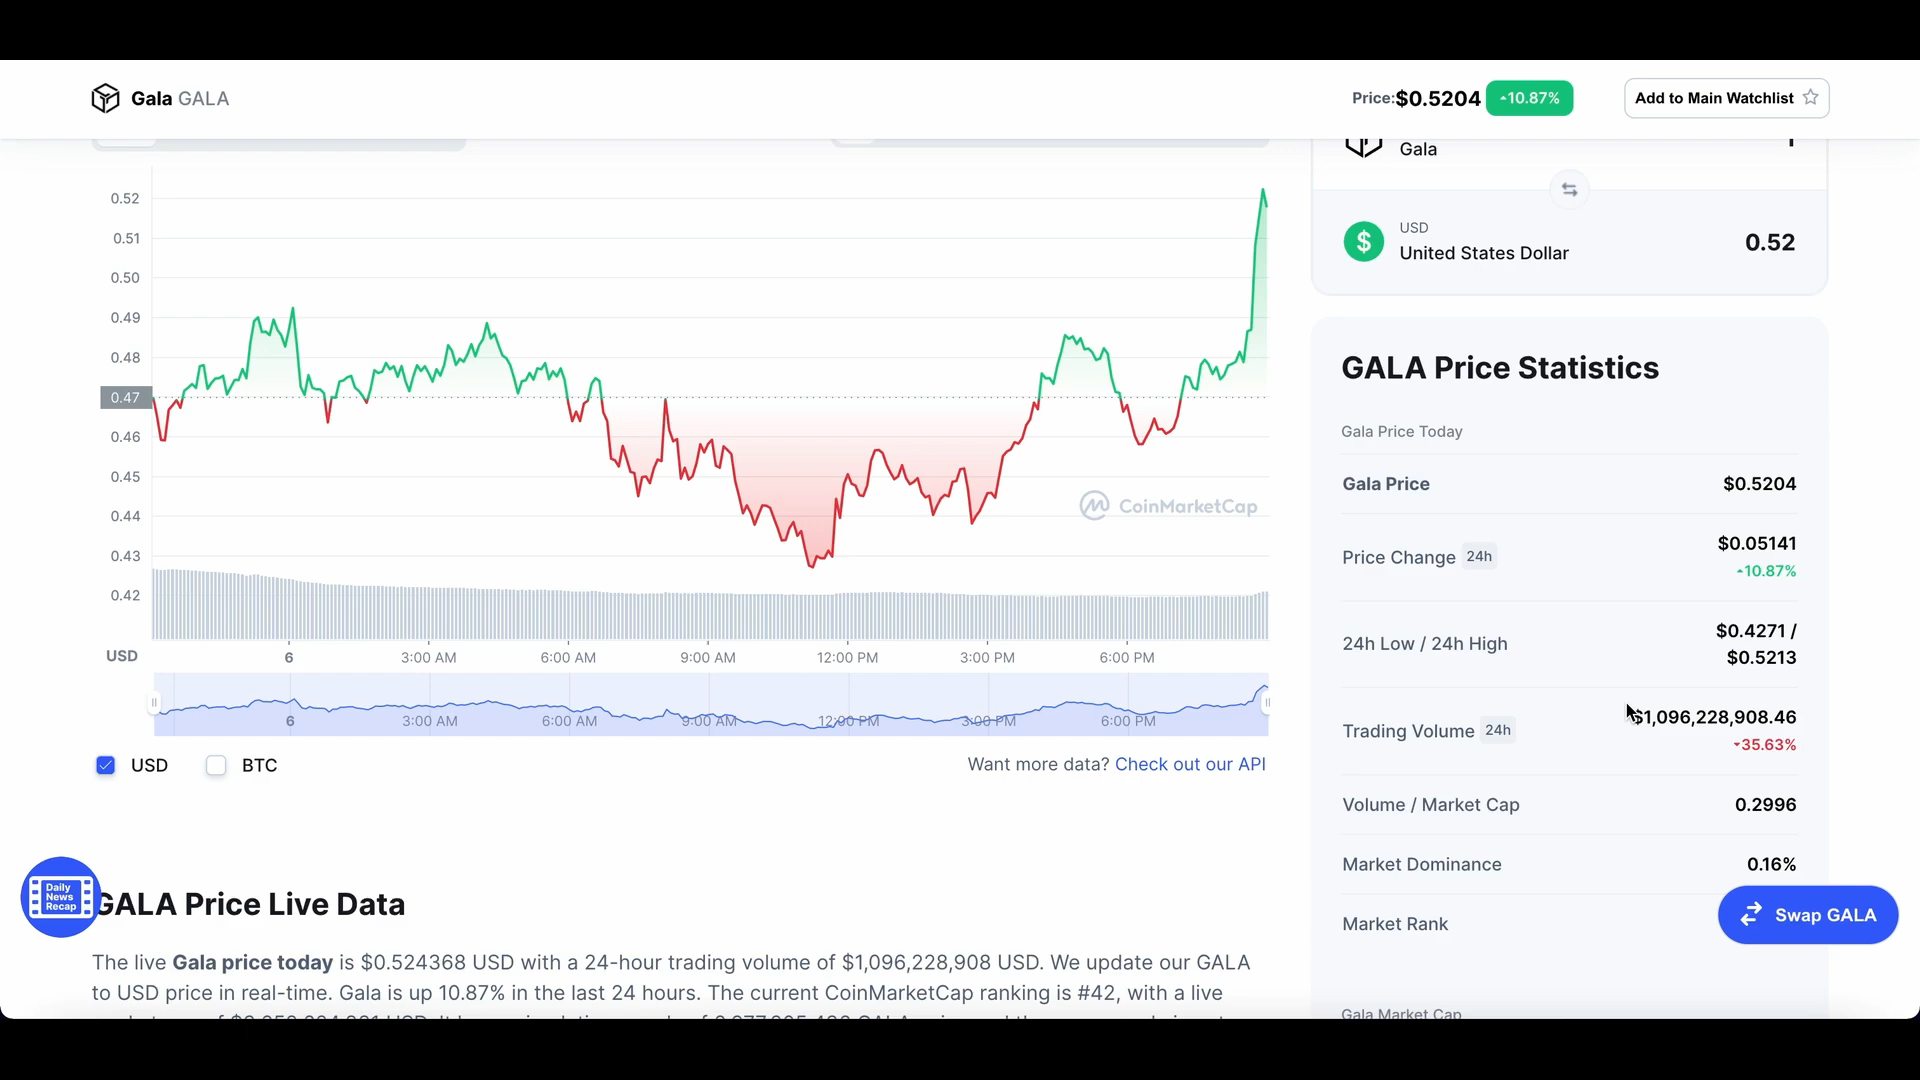 Gala GALA
Price:$0.5204 10.87%
Add to Main Watchlist
Gala
USD
United States Dollar
0.52
0.52
0.51
0.50
0.49
0.48
0.47
0.46
0.45
0.44
0.43
0.42
CoinMarketCap
USD
6 3:00 AM 6:00 AM 9:00 AM 12:00 PM 3:00 PM 6:00 PM
6 3:00 AM 6:00 AM 9:00 AM 12:00 PM 3:00 PM 6:00 PM
USD BTC
Want more data? Check out our API
GALA Price Statistics
Gala Price Today
Gala Price $0.5204
Price Change 24h $0.05141
10.87%
24h Low / 24h High $0.4271 /
$0.5213
Trading Volume 24h $1,096,228,908.46
35.63%
Volume / Market Cap 0.2996
Market Dominance 0.16%
Market Rank
Swap GALA
Gala Market Cap
Daily
News
Recap
GALA Price Live Data
The live Gala price today is $0.524368 USD with a 24-hour trading volume of $1,096,228,908 USD. We update our GALA
to USD price in real-time. Gala is up 10.87% in the last 24 hours. The current CoinMarketCap ranking is #42, with a live